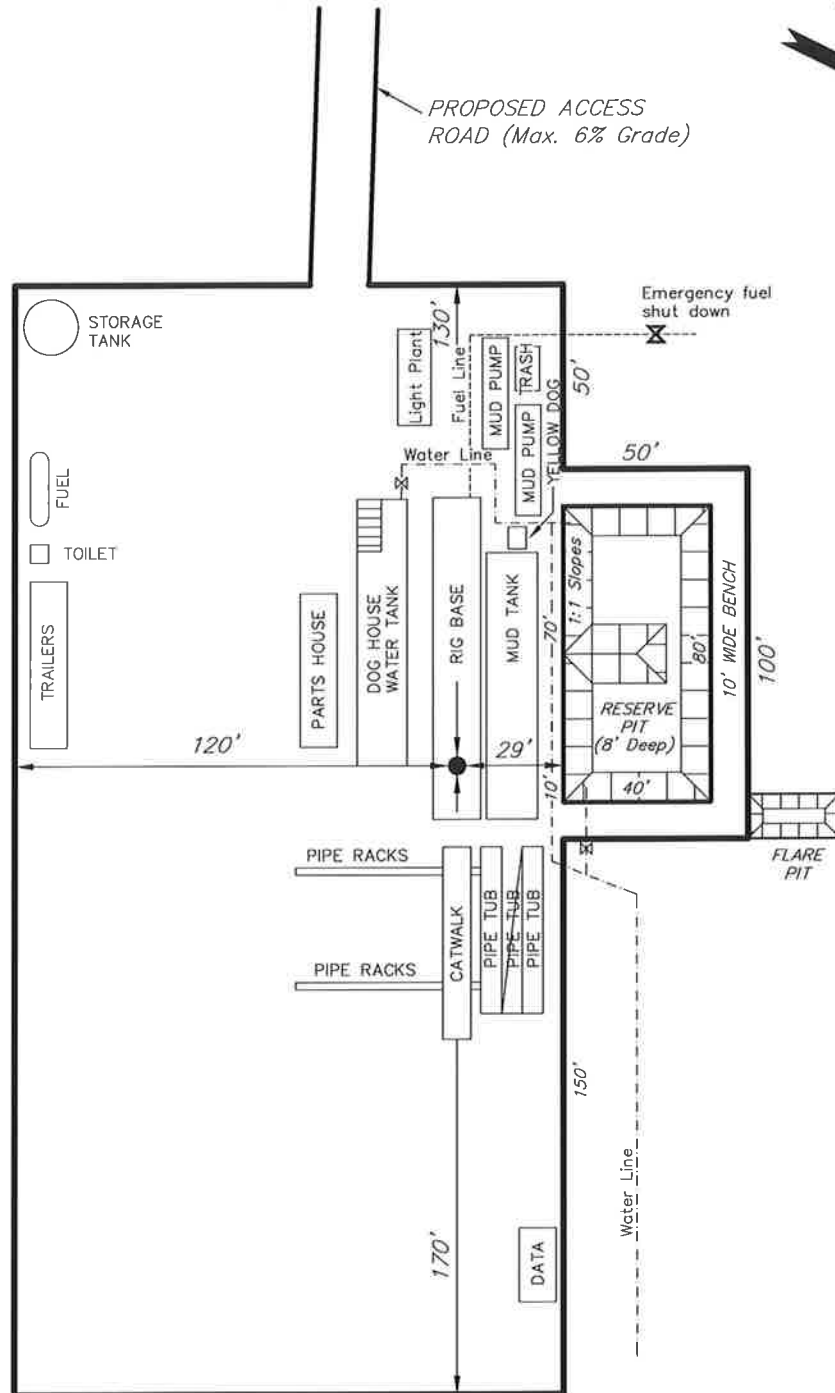 PROPOSED ACCESS
ROAD (Max. 6% Grade)
STORAGE
TANK
Light Plant
130'
Fuel Line
MUD PUMP
TRASH
50'
Emergency fuel
shut down
MUD PUMP
YELLOW DOG
Water Line
50'
FUEL
TOILET
TRAILERS
PARTS HOUSE
DOG HOUSE
WATER TANK
RIG BASE
MUD TANK
70'
1:1 Slopes
80'
10' WIDE BENCH
100'
RESERVE
PIT
(8' Deep)
120'
29'
10'
40'
FLARE
PIT
PIPE RACKS
CATWALK
PIPE TUB
PIPE TUB
PIPE TUB
PIPE RACKS
150'
Water Line
170'
DATA